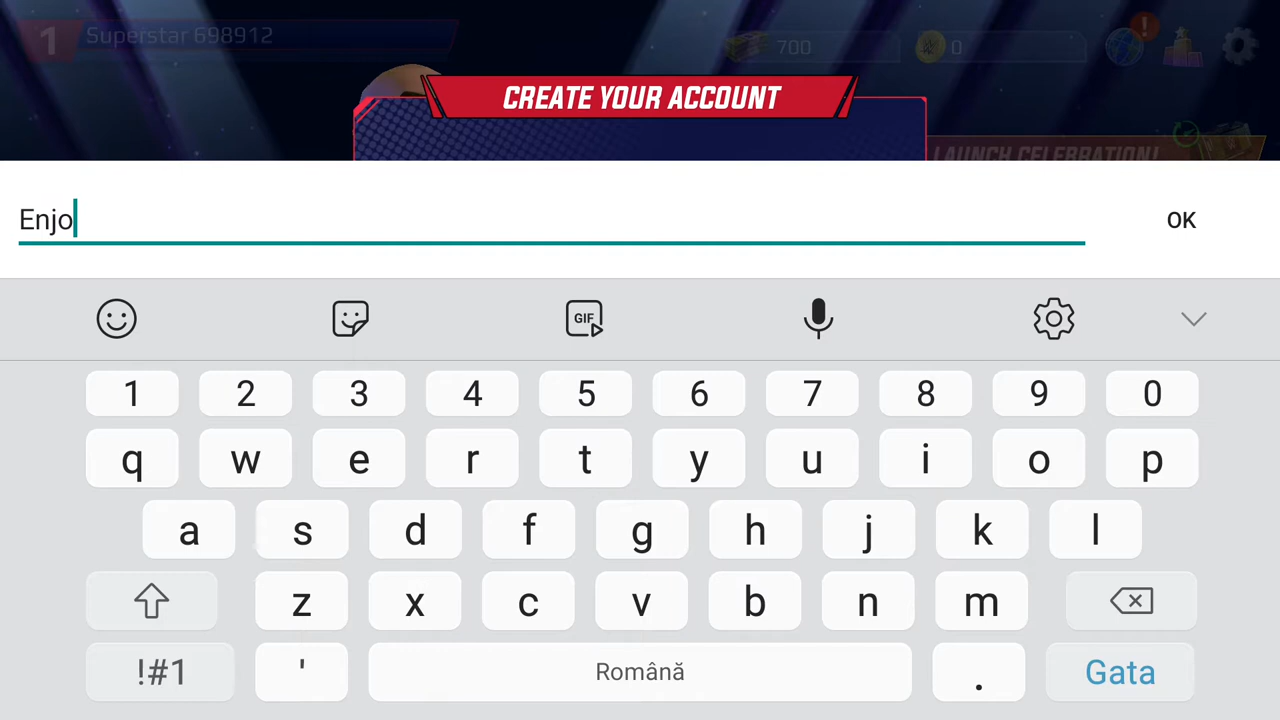 1 Superstar 698912
700 0 !
CREATE YOUR ACCOUNT
LAUNCH CELEBRATION!
Enjo OK
GIF
1 2 3 4 5 6 7 8 9 0
q w e r t y u i o p
a s d f g h j k l
z x c v b n m
!#1 ' Română . Gata